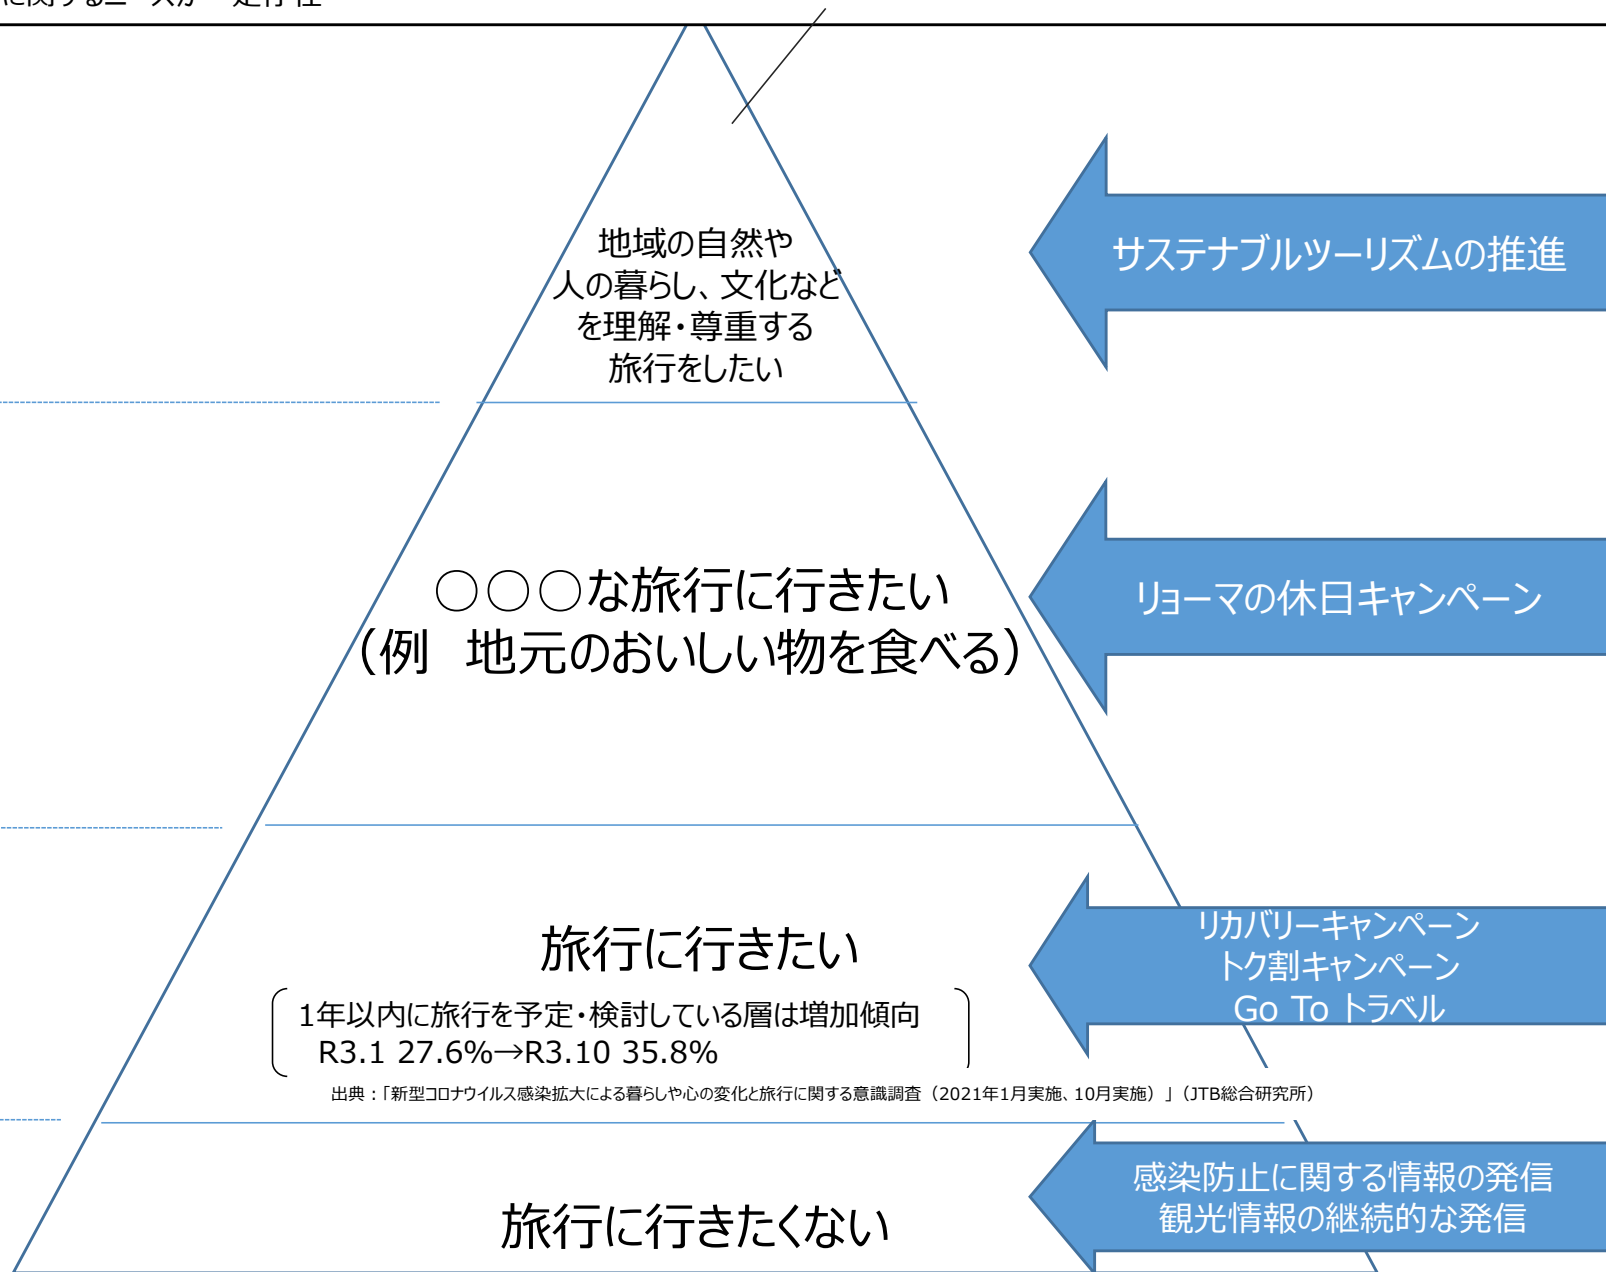 地域の自然や
人の暮らし、文化など
を理解・尊重する
旅行をしたい
サステナブルツーリズムの推進
○○○な旅行に行きたい
（例　地元のおいしい物を食べる）
リョーマの休日キャンペーン
旅行に行きたい
1年以内に旅行を予定・検討している層は増加傾向
R3.1 27.6%→R3.10 35.8%
出典：「新型コロナウイルス感染拡大による暮らしや心の変化と旅行に関する意識調査（2021年1月実施、10月実施）」（JTB総合研究所）
リカバリーキャンペーン
トク割キャンペーン
Go To トラベル
旅行に行きたくない
感染防止に関する情報の発信
観光情報の継続的な発信